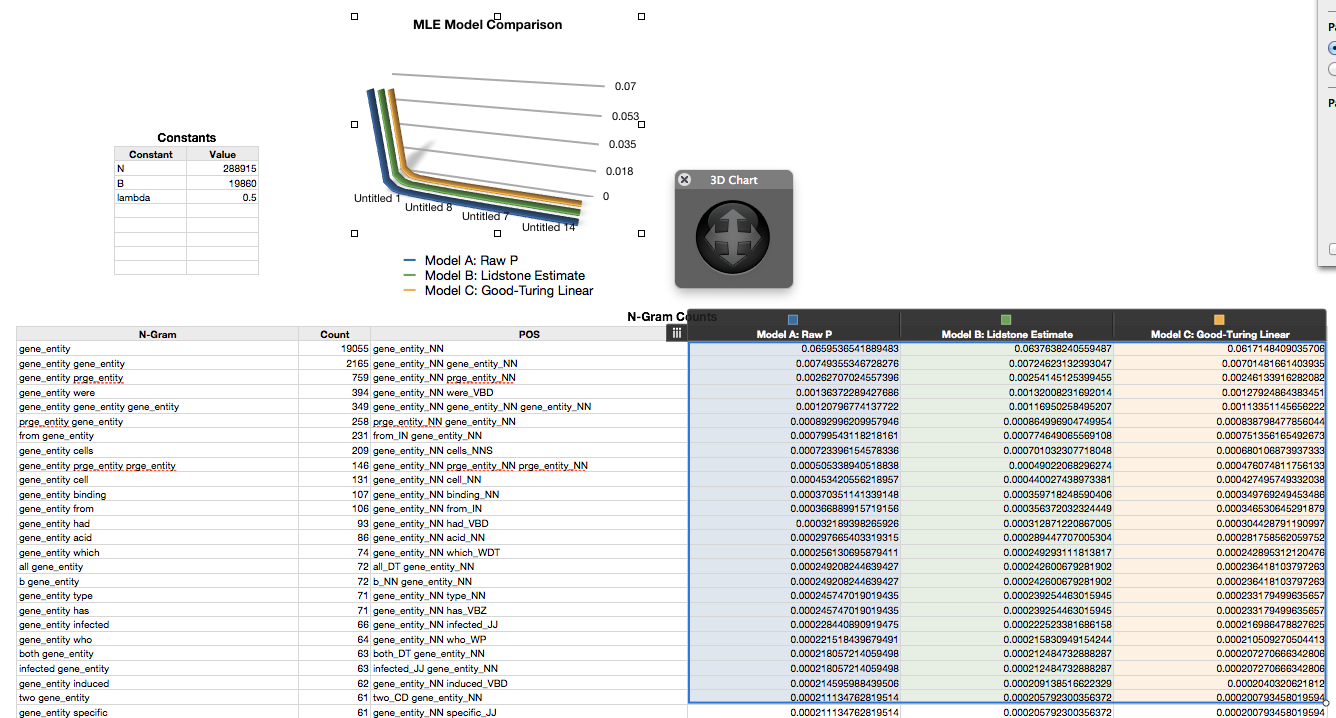 MLE Model Comparison
0.07
0.053
0.035
0.018
0
Untitled 1
Untitled 8
Untitled 7
Untitled 14
Model A: Raw P
Model B: Lidstone Estimate
Model C: Good-Turing Linear
Constants
Constant Value
N 288915
B 19860
lambda 0.5
3D Chart
Pa
Pa
N-Gram Counts
N-Gram Count POS Model A: Raw P Model B: Lidstone Estimate Model C: Good-Turing Linear
gene_entity 19055 gene_entity_NN 0.0659536541889483 0.0637638240559487 0.0617148409035706
gene_entity gene_entity 2165 gene_entity_NN gene_entity_NN 0.00749355346728276 0.00724623132393047 0.00701481661403935
gene_entity prge_entity 759 gene_entity_NN prge_entity_NN 0.00262707024557396 0.00254145125399455 0.00246133916282082
gene_entity were 394 gene_entity_NN were_VBD 0.00136372289427686 0.00132008231692014 0.00127924864383451
gene_entity gene_entity gene_entity 349 gene_entity_NN gene_entity_NN gene_entity_NN 0.00120796774137722 0.00116950258495207 0.00113351145656222
prge_entity gene_entity 258 prge_entity_NN gene_entity_NN 0.000892996209957946 0.000864996904749954 0.000838798477856044
from gene_entity 231 from_IN gene_entity_NN 0.000799543118218161 0.000774649065569108 0.000751356165492673
gene_entity cells 209 gene_entity_NN cells_NNS 0.000723396154578336 0.000701032307718048 0.000680106873937333
gene_entity prge_entity prge_entity 146 gene_entity_NN prge_entity_NN prge_entity_NN 0.000505338940518838 0.00049022068296274 0.000476074811756133
gene_entity cell 131 gene_entity_NN cell_NN 0.000453420556218957 0.000440027438973381 0.000427495749332038
gene_entity binding 107 gene_entity_NN binding_NN 0.000370351141339148 0.000359718248590406 0.000349769249453486
gene_entity from 106 gene_entity_NN from_IN 0.000366889915719156 0.000356372032324449 0.000346530645291879
gene_entity had 93 gene_entity_NN had_VBD 0.00032189398265926 0.000312871220867005 0.000304428791190997
gene_entity acid 86 gene_entity_NN acid_NN 0.000297665403319315 0.000289447707005304 0.000281758562059752
gene_entity which 74 gene_entity_NN which_WDT 0.000256130695879411 0.000249293111813817 0.000242895312120476
all gene_entity 72 all_DT gene_entity_NN 0.000249208244639427 0.000242600679281902 0.000236418103797263
b gene_entity 72 b_NN gene_entity_NN 0.000249208244639427 0.000242600679281902 0.000236418103797263
gene_entity type 71 gene_entity_NN type_NN 0.000245747019019435 0.000239254463015945 0.000233179499635657
gene_entity has 71 gene_entity_NN has_VBZ 0.000245747019019435 0.000239254463015945 0.000233179499635657
gene_entity infected 66 gene_entity_NN infected_JJ 0.000228440890919475 0.000222523381686158 0.000216986478827625
gene_entity who 64 gene_entity_NN who_WP 0.000221518439679491 0.000215830949154244 0.000210509270504413
both gene_entity 63 both_DT gene_entity_NN 0.000218057214059498 0.000212484732888287 0.000207270666342806
infected gene_entity 63 infected_JJ gene_entity_NN 0.000218057214059498 0.000212484732888287 0.000207270666342806
gene_entity induced 62 gene_entity_NN induced_VBD 0.000214595988439506 0.000209138516622329 0.0002040320621812
two gene_entity 61 two_CD gene_entity_NN 0.000211134762819514 0.000205792300356372 0.000200793458019594
gene_entity specific 61 gene_entity_NN specific_JJ 0.000211134762819514 0.000205792300356372 0.000200793458019594